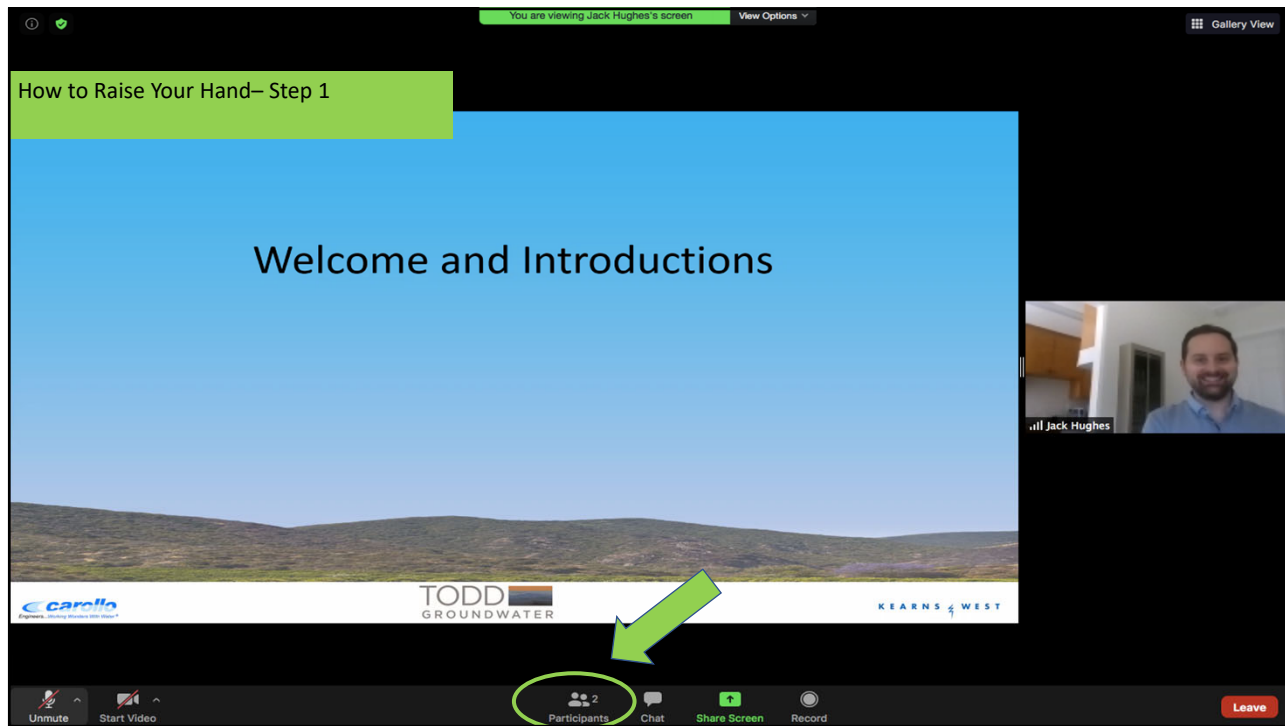 You are viewing Jack Hughes's screen
View Options
Gallery View
How to Raise Your Hand– Step 1
Welcome and Introductions
Jack Hughes
carollo
Engineers...Working Wonders With Water®
TODD
GROUNDWATER
KEARNS & WEST
2
Unmute
Start Video
Participants
Chat
Share Screen
Record
Leave